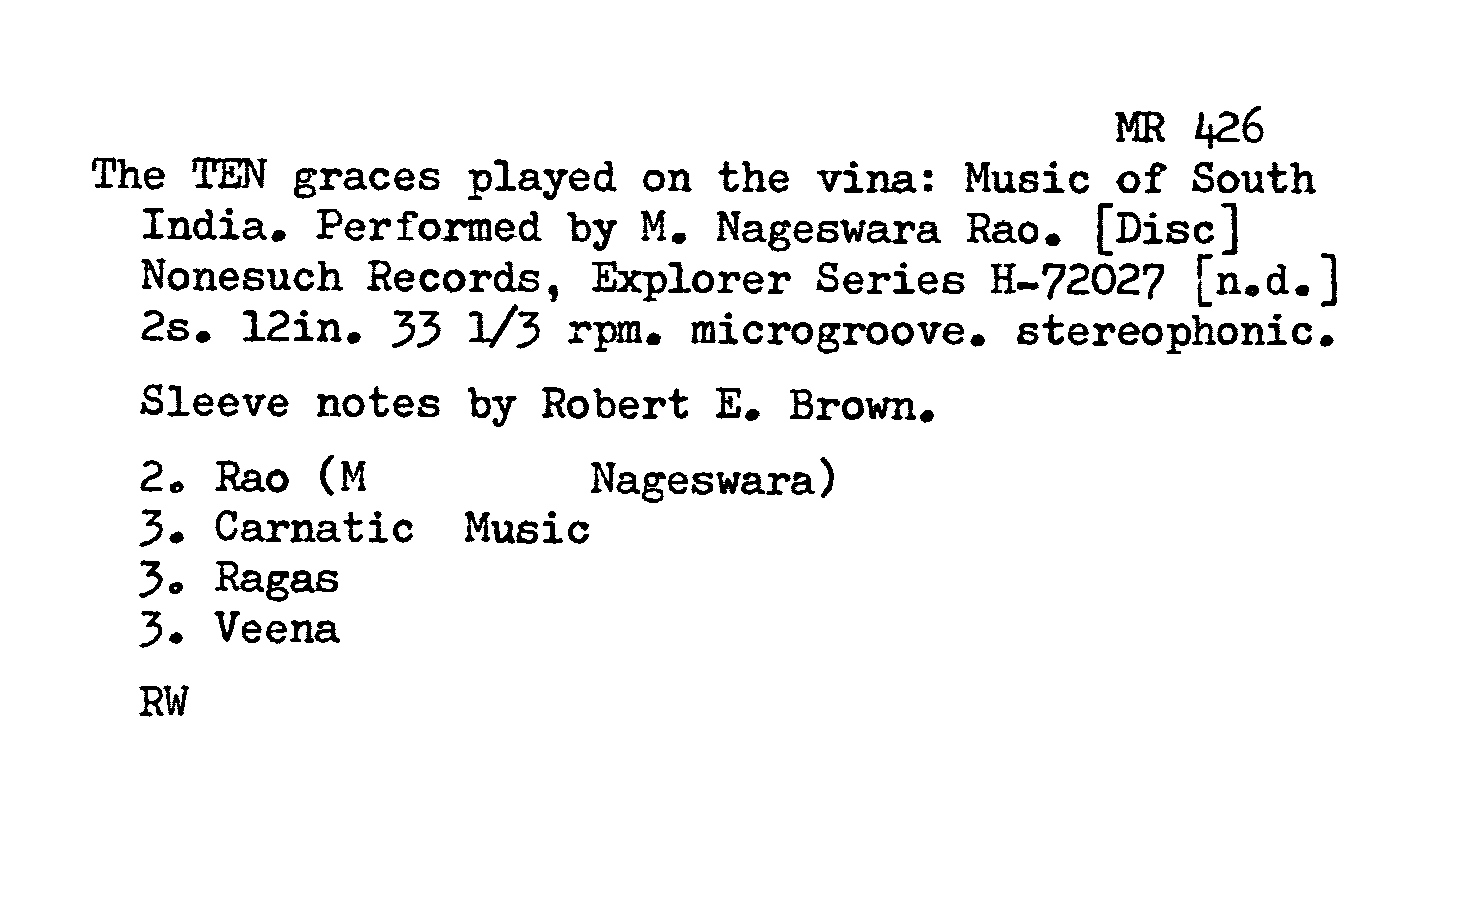 MR 426
The TEN graces played on the vina: Music of South
India. Performed by M. Nageswara Rao. [Disc]
Nonesuch Records, Explorer Series H-72027 [n.d.]
2s. 12in. 33 1/3 rpm. microgroove. stereophonic.
Sleeve notes by Robert E. Brown.
2. Rao (M Nageswara)
3. Carnatic Music
3. Ragas
3. Veena
RW